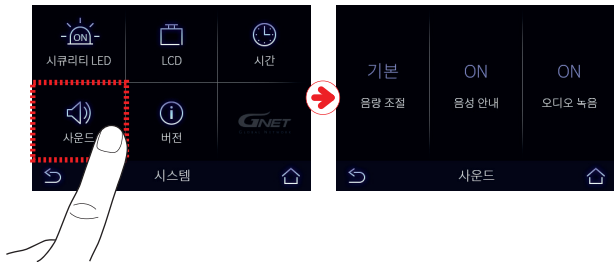 ON
시큐리티 LED
LCD
시간
사운드
버전
GNET
시스템
기본
ON
ON
음량 조절
음성 안내
오디오 녹음
사운드